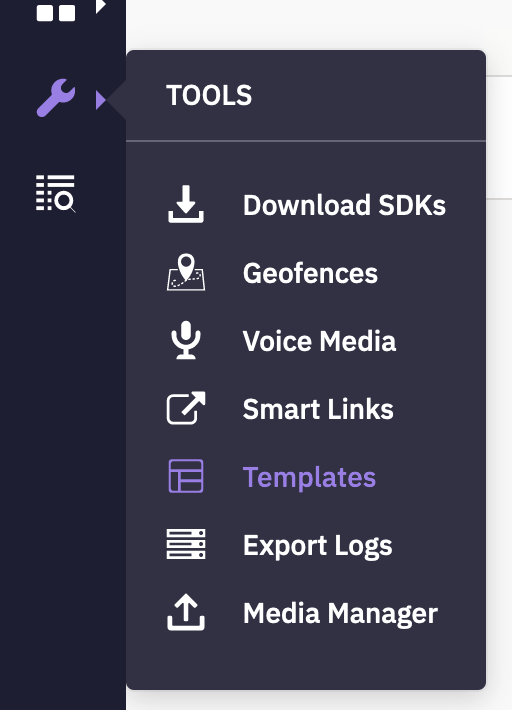 TOOLS
Download SDKs
Geofences
Voice Media
Smart Links
Templates
Export Logs
Media Manager